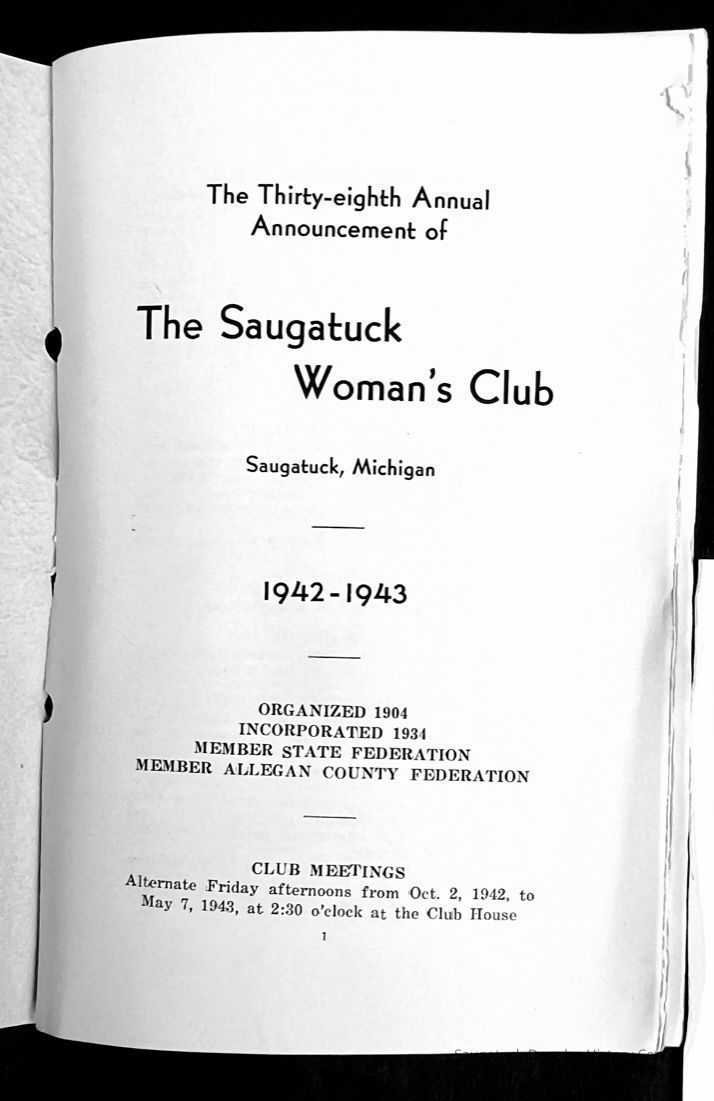 The Thirty-eighth Annual
Announcement of
The Saugatuck
Woman's Club
Saugatuck, Michigan
1942-1943
ORGANIZED 1904
INCORPORATED 1934
MEMBER STATE FEDERATION
MEMBER ALLEGAN COUNTY FEDERATION
CLUB MEETINGS
Alternate Friday afternoons from Oct. 2, 1942, to
May 7, 1943, at 2:30 o'clock at the Club House
1